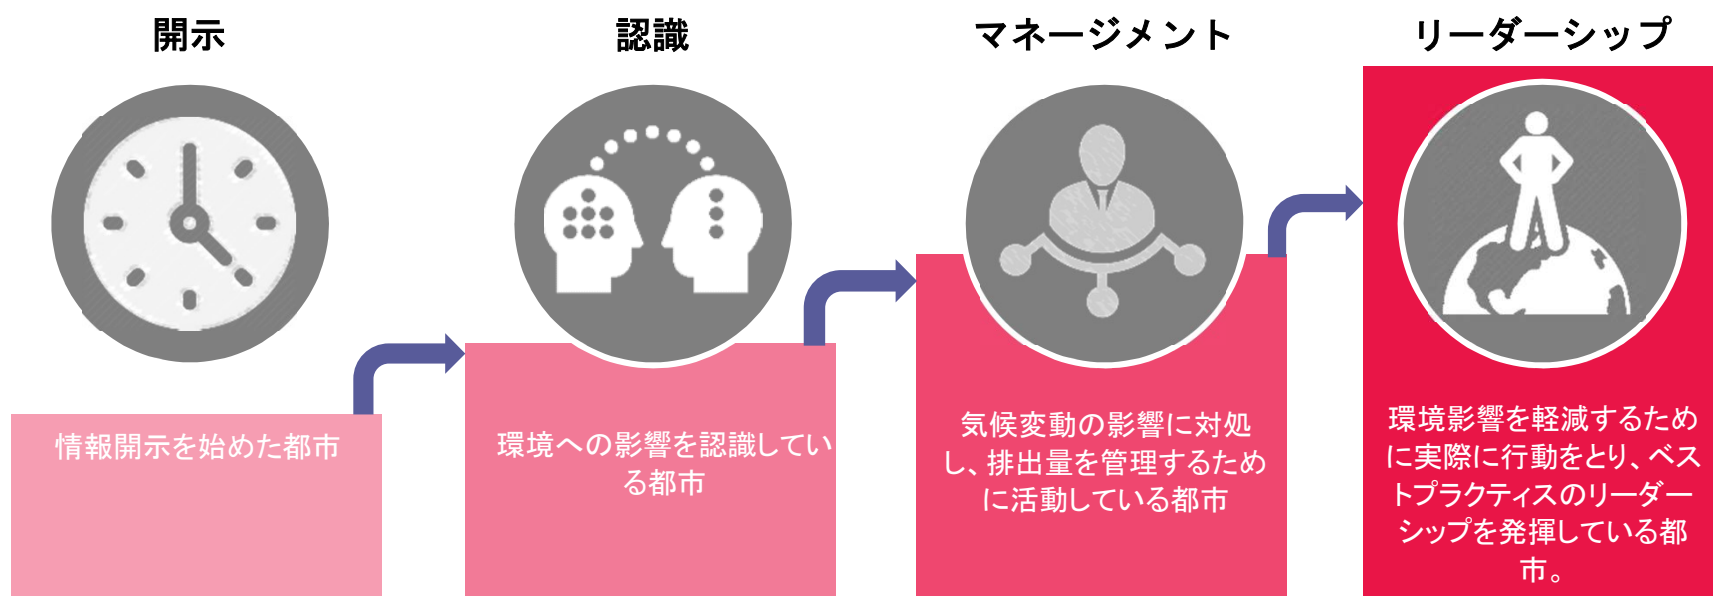 開示
認識
マネージメント
リーダーシップ
情報開示を始めた都市
環境への影響を認識してい
る都市
気候変動の影響に対処
し、排出量を管理するため
に活動している都市
環境影響を軽減するため
に実際に行動をとり、ベス
トプラクティスのリーダー
シップを発揮している都
市。